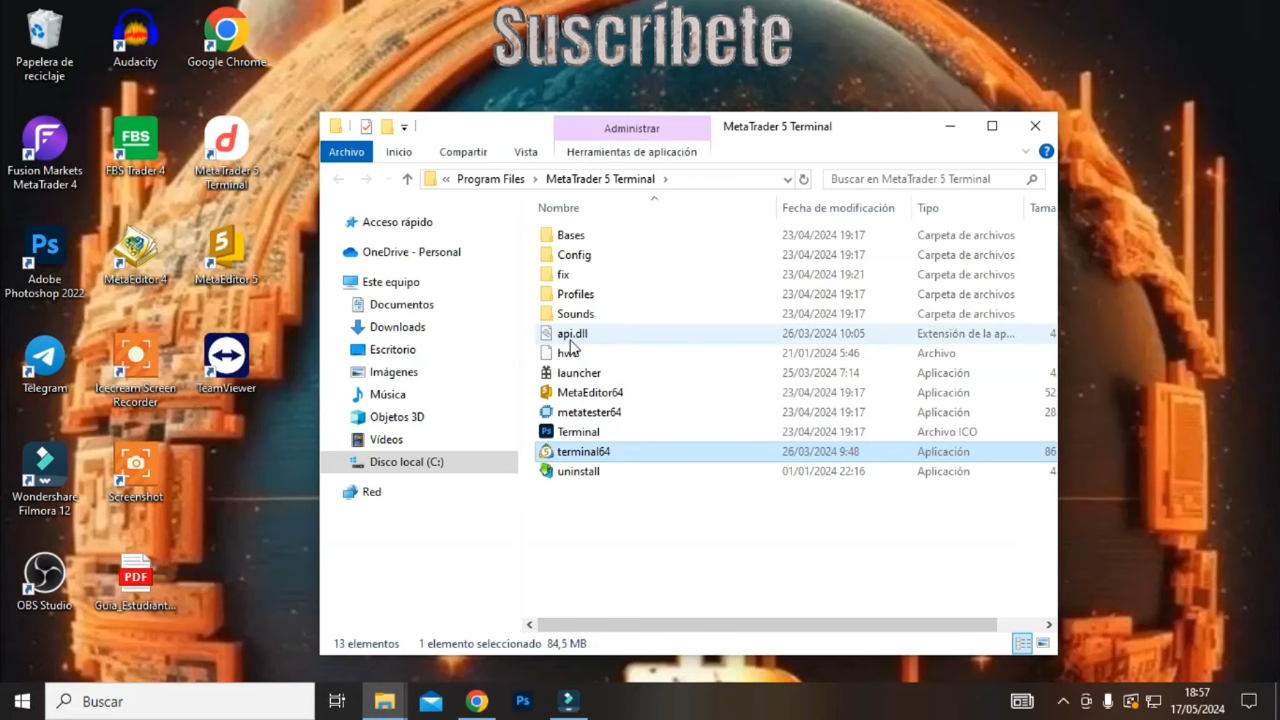 Suscríbete
Papelera de
reciclaje
Audacity
Google Chrome
Fusion Markets
MetaTrader 4
FBS
FBS Trader 4
MetaTrader 5
Terminal
Adobe
Photoshop 2022
MetaEditor 4
MetaEditor 5
Telegram
Icecream Screen
Recorder
TeamViewer
Wondershare
Filmora 12
Screenshot
OBS Studio
PDF
Guia_Estudiant...
Administrar
MetaTrader 5 Terminal
Archivo
Inicio
Compartir
Vista
Herramientas de aplicación
« Program Files > MetaTrader 5 Terminal >
Buscar en MetaTrader 5 Terminal
Acceso rápido
OneDrive - Personal
Este equipo
Documentos
Downloads
Escritorio
Imágenes
Música
Objetos 3D
Vídeos
Disco local (C:)
Red
Nombre Fecha de modificación Tipo Tama
Bases 23/04/2024 19:17 Carpeta de archivos
Config 23/04/2024 19:17 Carpeta de archivos
fix 23/04/2024 19:21 Carpeta de archivos
Profiles 23/04/2024 19:17 Carpeta de archivos
Sounds 23/04/2024 19:17 Carpeta de archivos
api.dll 26/03/2024 10:05 Extensión de la ap... 4
21/01/2024 5:46 Archivo
launcher 25/03/2024 7:14 Aplicación 4
MetaEditor64 23/04/2024 19:17 Aplicación 52
metatester64 23/04/2024 19:17 Aplicación 28
Terminal 23/04/2024 19:17 Archivo ICO
terminal64 26/03/2024 9:48 Aplicación 86
uninstall 01/01/2024 22:16 Aplicación 4
13 elementos 1 elemento seleccionado 84,5 MB
Buscar
18:57
17/05/2024